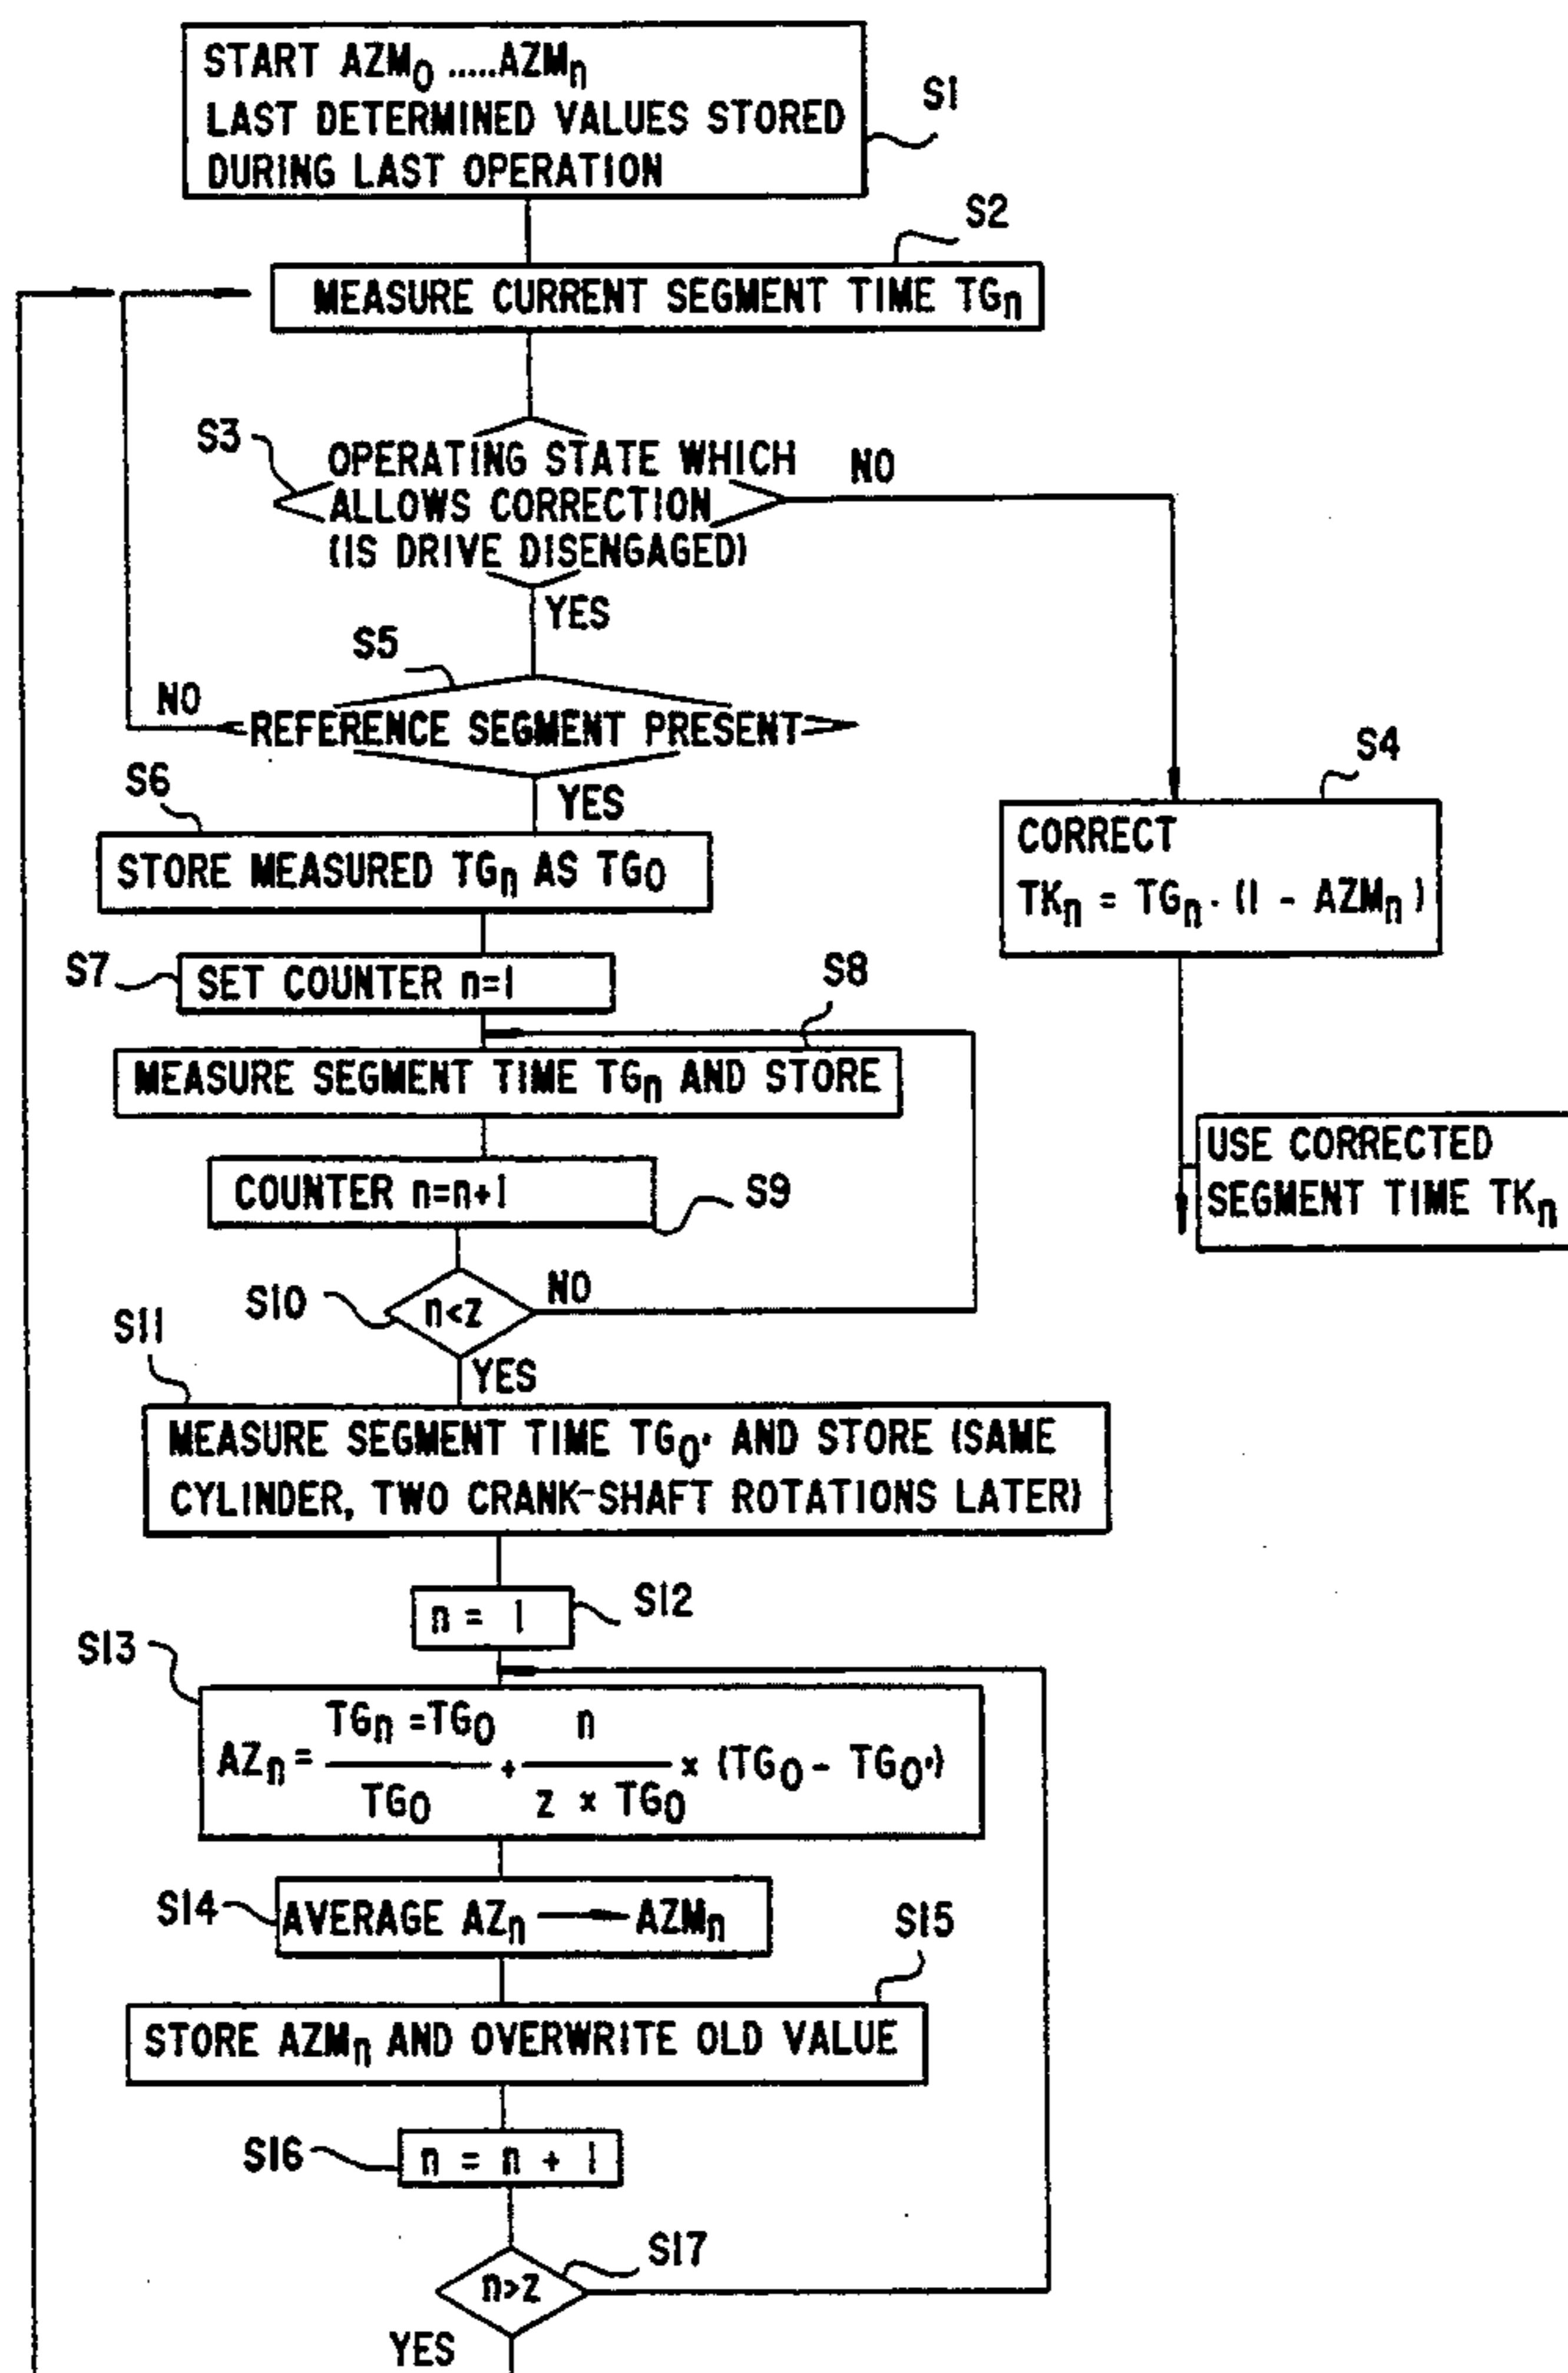 START AZM0 .....AZMn
LAST DETERMINED VALUES STORED
DURING LAST OPERATION
S1
S2
MEASURE CURRENT SEGMENT TIME TGn
S3
OPERATING STATE WHICH
ALLOWS CORRECTION
(IS DRIVE DISENGAGED)
NO
YES
S5
NO
REFERENCE SEGMENT PRESENT
YES
S4
CORRECT
TKn = TGn · (1 - AZMn)
USE CORRECTED
SEGMENT TIME TKn
S6
STORE MEASURED TGn AS TG0
S7
SET COUNTER n=1
S8
MEASURE SEGMENT TIME TGn AND STORE
COUNTER n=n+1
S9
S10
n<z
NO
YES
S11
MEASURE SEGMENT TIME TG0' AND STORE (SAME
CYLINDER, TWO CRANK-SHAFT ROTATIONS LATER)
n = 1
S12
S13
AZn = TGn =TG0 / TG0 + n / z × TG0 × (TG0 - TG0')
S14
AVERAGE AZn → AZMn
S15
STORE AZMn AND OVERWRITE OLD VALUE
S16
n = n + 1
S17
n>z
YES